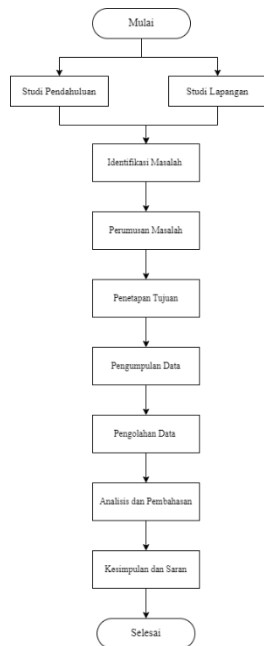 Mulai
Studi Pendahuluan
Studi Lapangan
Identifikasi Masalah
Perumusan Masalah
Penetapan Tujuan
Pengumpulan Data
Pengolahan Data
Analisis dan Pembahasan
Kesimpulan dan Saran
Selesai